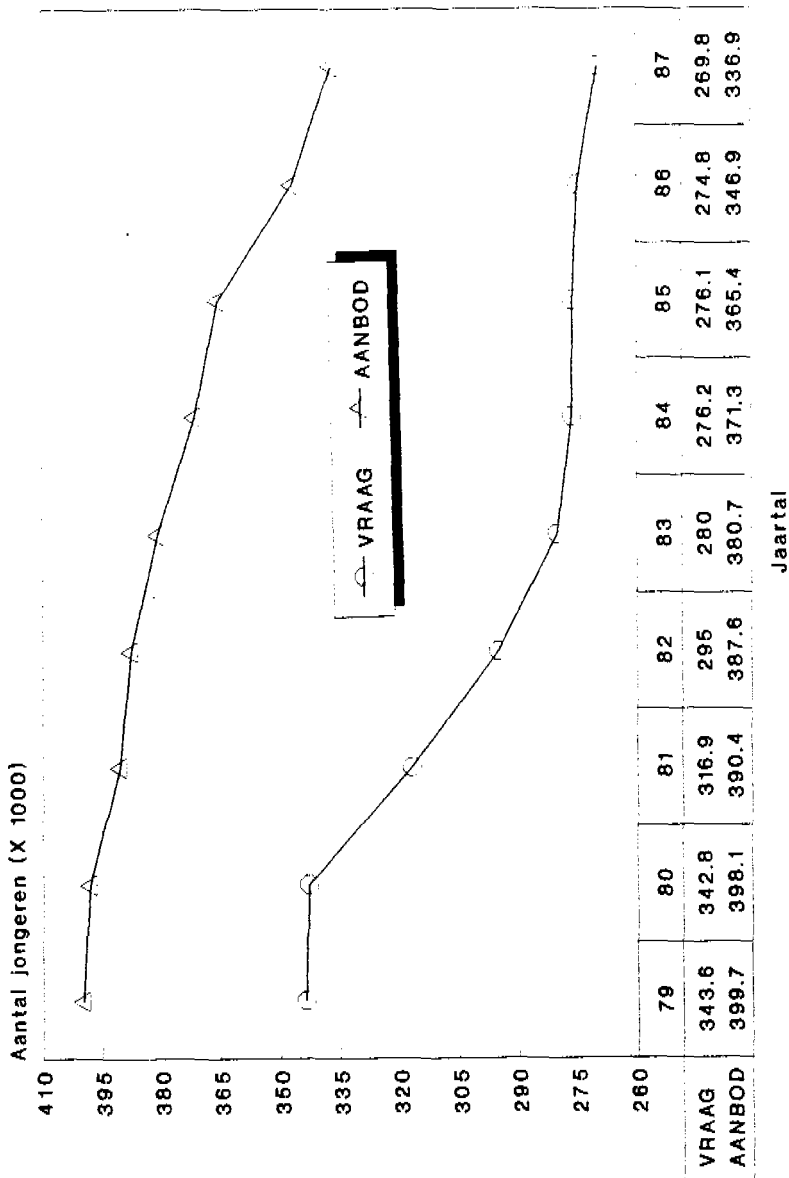 Aantal jongeren (X 1000)
410
395
380
365
350
335
320
305
290
275
260
VRAAG AANBOD
79 80 81 82 83 84 85 86 87
VRAAG 343.6 342.8 316.9 295 280 276.2 276.1 274.8 269.8
AANBOD 399.7 398.1 390.4 387.6 380.7 371.3 365.4 346.9 336.9
Jaartal